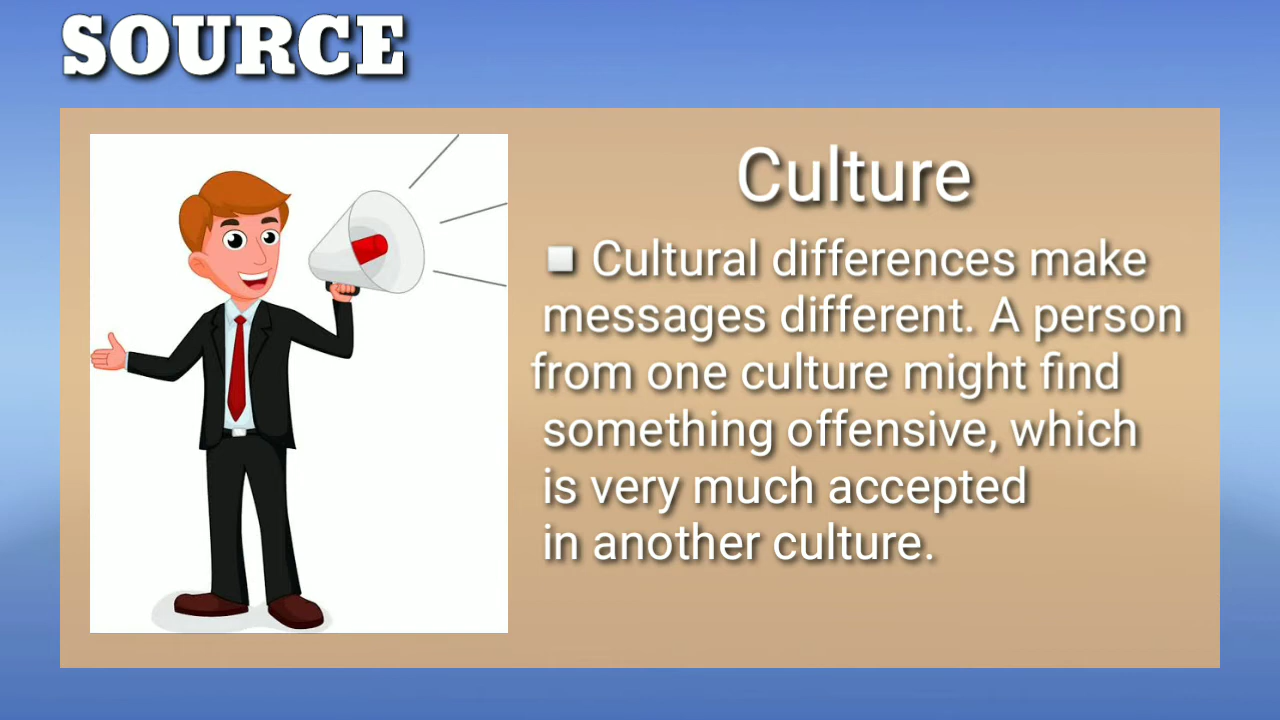 SOURCE
Culture
▪ Cultural differences make
messages different. A person
from one culture might find
something offensive, which
is very much accepted
in another culture.